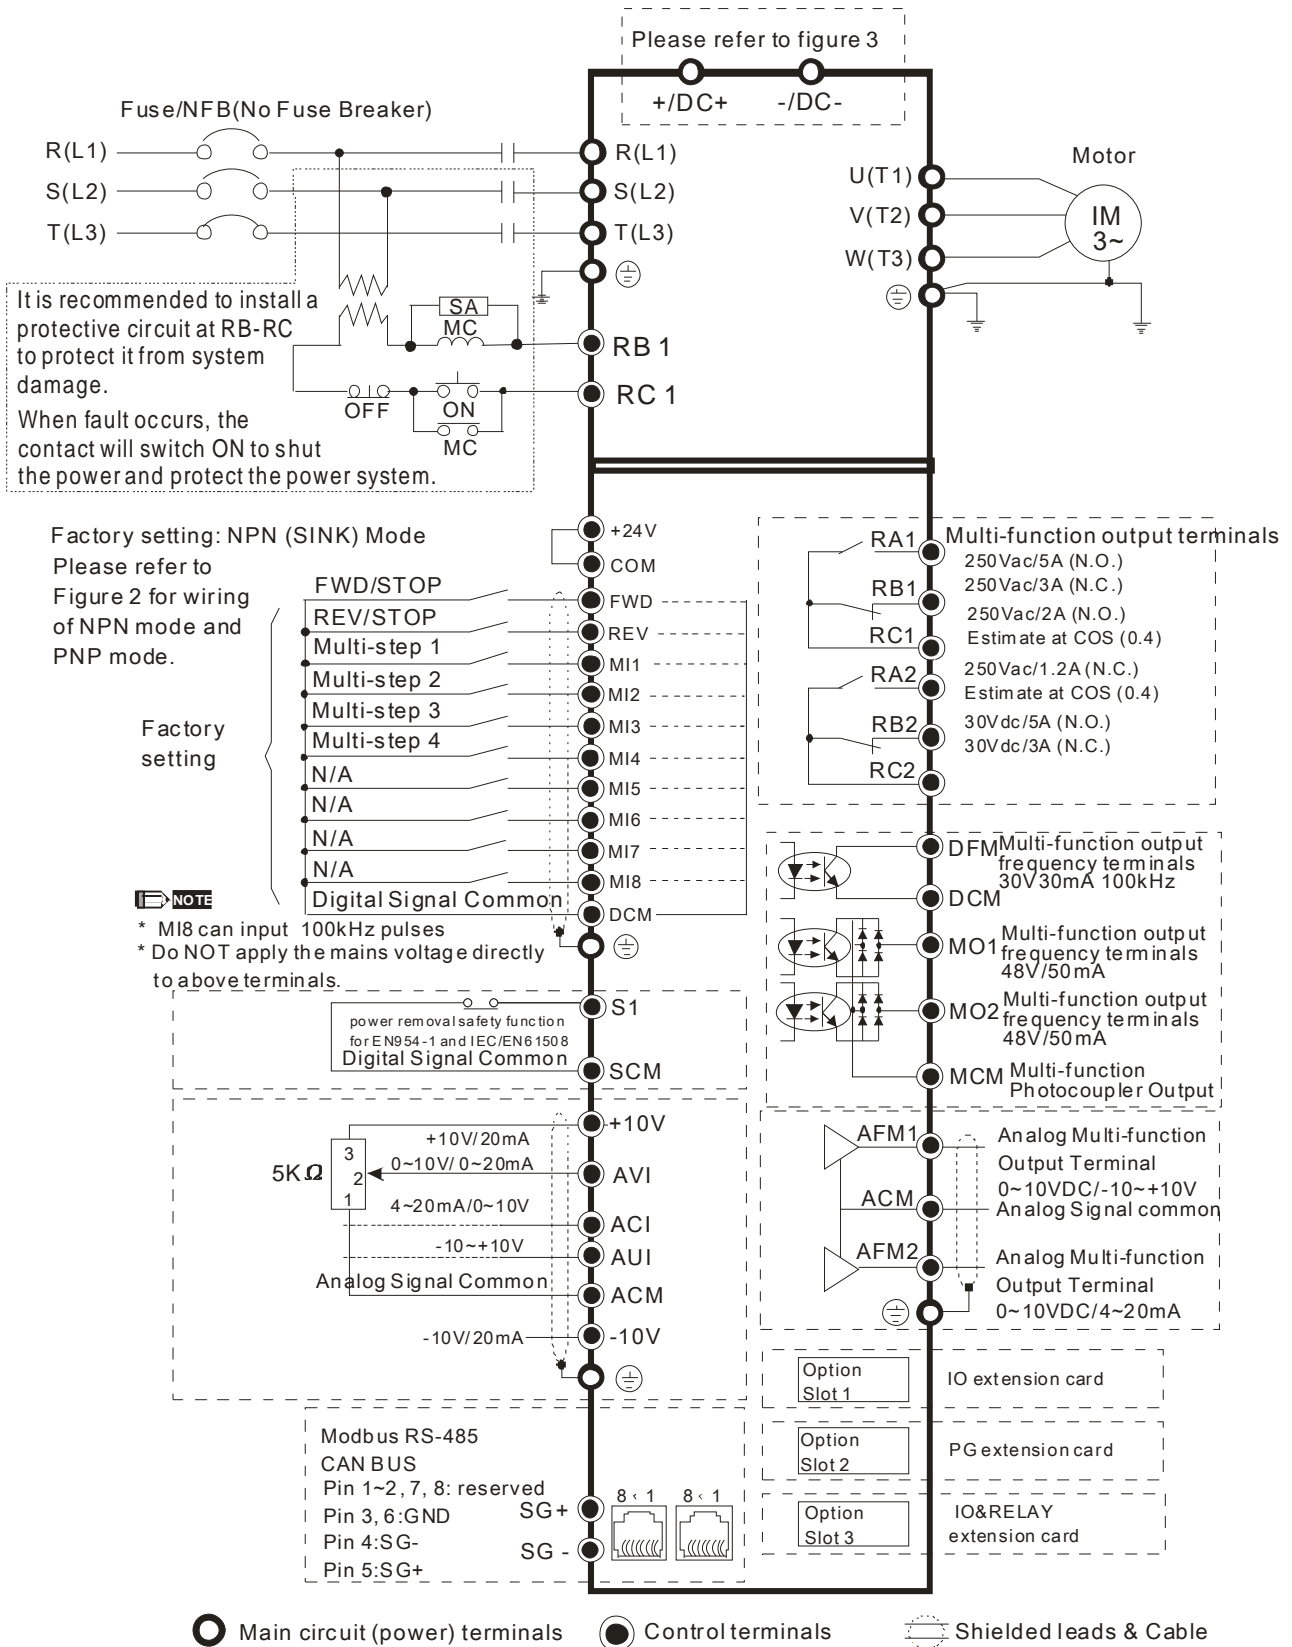 Please refer to figure 3
+/DC+
-/DC-
Fuse/NFB(No Fuse Breaker)
R(L1)
S(L2)
T(L3)
R(L1)
S(L2)
T(L3)
U(T1)
V(T2)
W(T3)
Motor
IM
3~
It is recommended to install a
protective circuit at RB-RC
to protect it from system
damage.
When fault occurs, the
contact will switch ON to shut
the power and protect the power system.
SA
MC
OFF
ON
MC
RB 1
RC 1
Factory setting: NPN (SINK) Mode
Please refer to
Figure 2 for wiring
of NPN mode and
PNP mode.
Factory
setting
FWD/STOP
REV/STOP
Multi-step 1
Multi-step 2
Multi-step 3
Multi-step 4
N/A
N/A
N/A
N/A
Digital Signal Common
+24V
COM
FWD
REV
MI1
MI2
MI3
MI4
MI5
MI6
MI7
MI8
DCM
NOTE
* MI8 can input 100kHz pulses
* Do NOT apply the mains voltage directly
to above terminals.
RA1
RB1
RC1
RA2
RB2
RC2
Multi-function output terminals
250Vac/5A (N.O.)
250Vac/3A (N.C.)
250Vac/2A (N.O.)
Estimate at COS (0.4)
250Vac/1.2A (N.C.)
Estimate at COS (0.4)
30Vdc/5A (N.O.)
30Vdc/3A (N.C.)
DFM
Multi-function output
frequency terminals
30V30mA 100kHz
DCM
MO1
Multi-function output
frequency terminals
48V/50mA
MO2
Multi-function output
frequency terminals
48V/50mA
MCM
Multi-function
Photocoupler Output
S1
power removal safety function
for EN954-1 and IEC/EN61508
Digital Signal Common
SCM
+10V
+10V/20mA
5KΩ
3
2
1
0~10V/0~20mA
AVI
4~20mA/0~10V
ACI
-10~+10V
AUI
Analog Signal Common
ACM
-10V/20mA
-10V
AFM1
Analog Multi-function
Output Terminal
0~10VDC/-10~+10V
ACM
Analog Signal common
AFM2
Analog Multi-function
Output Terminal
0~10VDC/4~20mA
Option
Slot 1
IO extension card
Option
Slot 2
PG extension card
Option
Slot 3
IO&RELAY
extension card
Modbus RS-485
CAN BUS
Pin 1~2, 7, 8: reserved
Pin 3, 6:GND
Pin 4:SG-
Pin 5:SG+
SG+
SG -
8 ‹ 1
8 ‹ 1
Main circuit (power) terminals
Control terminals
Shielded leads & Cable